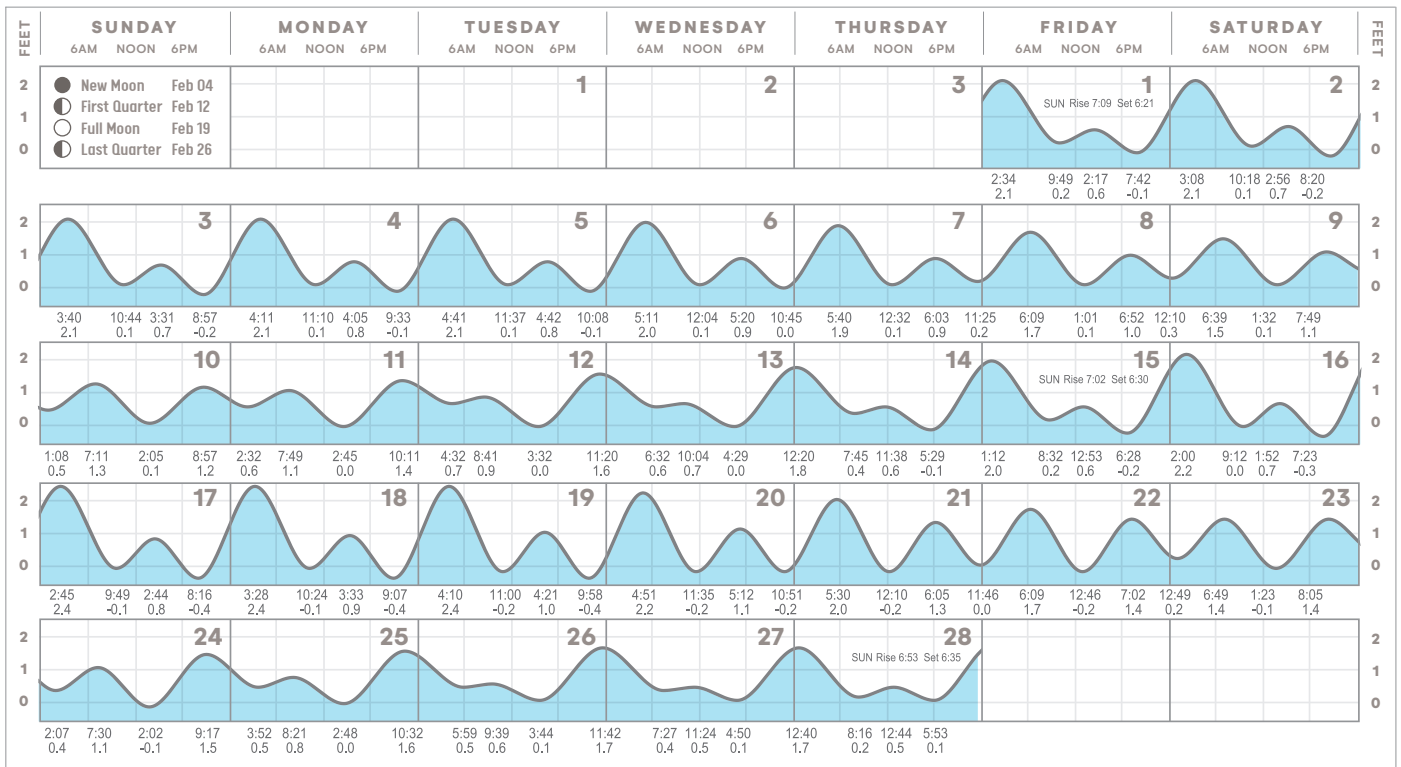 FEET SUNDAY MONDAY TUESDAY WEDNESDAY THURSDAY FRIDAY SATURDAY FEET
6AM NOON 6PM 6AM NOON 6PM 6AM NOON 6PM 6AM NOON 6PM 6AM NOON 6PM 6AM NOON 6PM 6AM NOON 6PM
2 New Moon Feb 04 1 2 3 1 2 2
SUN Rise 7:09 Set 6:21
First Quarter Feb 12
1 1
Full Moon Feb 19
0 Last Quarter Feb 26 0
2:34 9:49 2:17 7:42 3:08 10:18 2:56 8:20
2.1 0.2 0.6 -0.1 2.1 0.1 0.7 -0.2
2 3 4 5 6 7 8 9 2
1 1
0 0
3:40 10:44 3:31 8:57 4:11 11:10 4:05 9:33 4:41 11:37 4:42 10:08 5:11 12:04 5:20 10:45 5:40 12:32 6:03 11:25 6:09 1:01 6:52 12:10 6:39 1:32 7:49
2.1 0.1 0.7 -0.2 2.1 0.1 0.8 -0.1 2.1 0.1 0.8 -0.1 2.0 0.1 0.9 0.0 1.9 0.1 0.9 0.2 1.7 0.1 1.0 0.3 1.5 0.1 1.1
2 10 11 12 13 14 15 16 2
SUN Rise 7:02 Set 6:30
1 1
0 0
1:08 7:11 2:05 8:57 2:32 7:49 2:45 10:11 4:32 8:41 3:32 11:20 6:32 10:04 4:29 12:20 7:45 11:38 5:29 1:12 8:32 12:53 6:28 2:00 9:12 1:52 7:23
0.5 1.3 0.1 1.2 0.6 1.1 0.0 1.4 0.7 0.9 0.0 1.6 0.6 0.7 0.0 1.8 0.4 0.6 -0.1 2.0 0.2 0.6 -0.2 2.2 0.0 0.7 -0.3
2 17 18 19 20 21 22 23 2
1 1
0 0
2:45 9:49 2:44 8:16 3:28 10:24 3:33 9:07 4:10 11:00 4:21 9:58 4:51 11:35 5:12 10:51 5:30 12:10 6:05 11:46 6:09 12:46 7:02 12:49 6:49 1:23 8:05
2.4 -0.1 0.8 -0.4 2.4 -0.1 0.9 -0.4 2.4 -0.2 1.0 -0.4 2.2 -0.2 1.1 -0.2 2.0 -0.2 1.3 0.0 1.7 -0.2 1.4 0.2 1.4 -0.1 1.4
2 24 25 26 27 28 2
SUN Rise 6:53 Set 6:35
1 1
0 0
2:07 7:30 2:02 9:17 3:52 8:21 2:48 10:32 5:59 9:39 3:44 11:42 7:27 11:24 4:50 12:40 8:16 12:44 5:53
0.4 1.1 -0.1 1.5 0.5 0.8 0.0 1.6 0.5 0.6 0.1 1.7 0.4 0.5 0.1 1.7 0.2 0.5 0.1